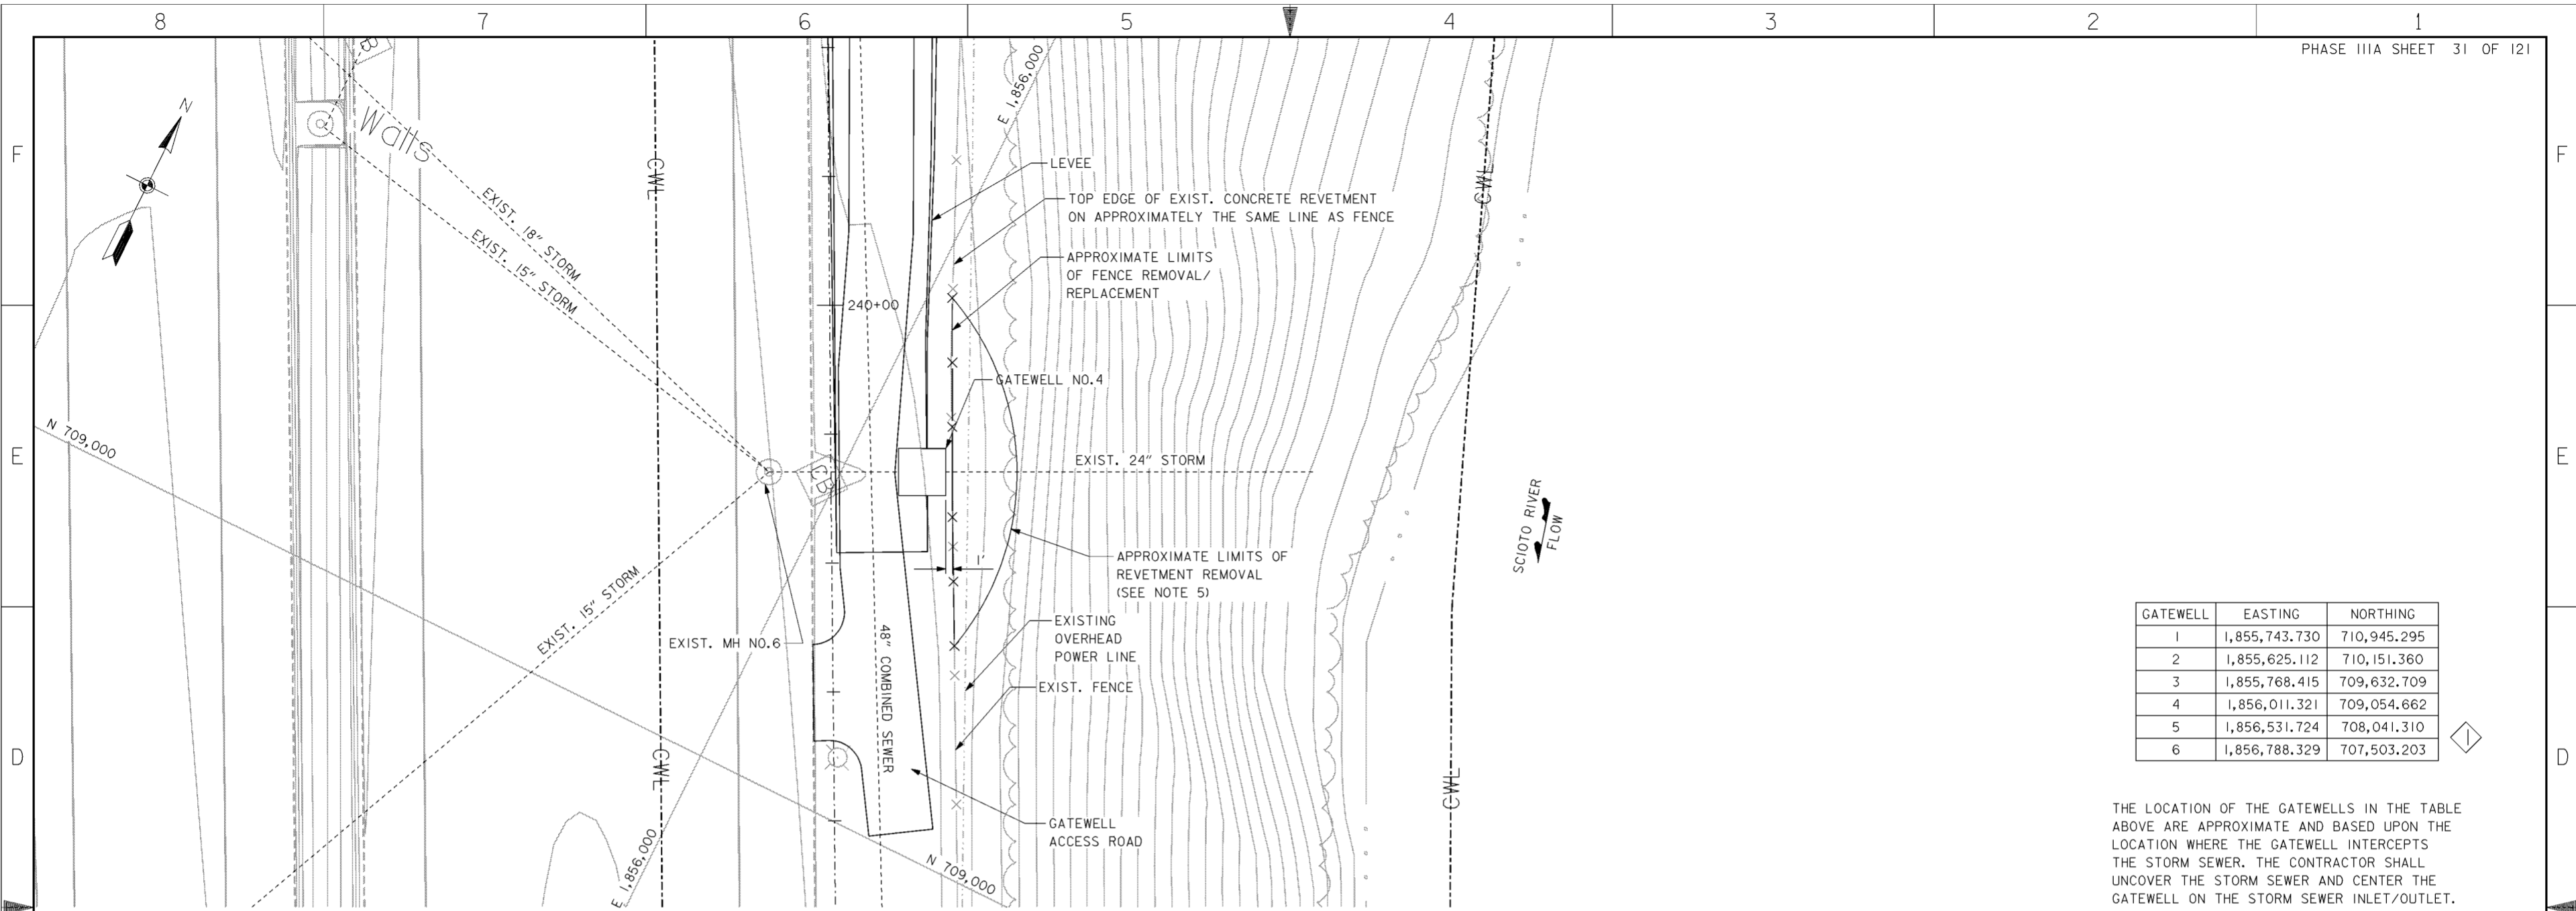 8 7 6 5 4 3 2 1
PHASE IIIA SHEET 31 OF 121
F
F
E
E
D
D
N
B
Walls
EXIST. 18" STORM
EXIST. 15" STORM
CWL
E 1,856,000
LEVEE
TOP EDGE OF EXIST. CONCRETE REVETMENT
ON APPROXIMATELY THE SAME LINE AS FENCE
APPROXIMATE LIMITS
OF FENCE REMOVAL/
REPLACEMENT
CWL
240+00
GATEWELL NO.4
N 709,000
CB
EXIST. 24" STORM
SCIOTO RIVER
FLOW
APPROXIMATE LIMITS OF
REVETMENT REMOVAL
(SEE NOTE 5)
1'
EXIST. 15" STORM
EXIST. MH NO.6
48" COMBINED SEWER
EXISTING
OVERHEAD
POWER LINE
EXIST. FENCE
CWL
CWL
GATEWELL
ACCESS ROAD
E 1,856,000
N 709,000
GATEWELL EASTING NORTHING
1 1,855,743.730 710,945.295
2 1,855,625.112 710,151.360
3 1,855,768.415 709,632.709
4 1,856,011.321 709,054.662
5 1,856,531.724 708,041.310
6 1,856,788.329 707,503.203
1
THE LOCATION OF THE GATEWELLS IN THE TABLE
ABOVE ARE APPROXIMATE AND BASED UPON THE
LOCATION WHERE THE GATEWELL INTERCEPTS
THE STORM SEWER. THE CONTRACTOR SHALL
UNCOVER THE STORM SEWER AND CENTER THE
GATEWELL ON THE STORM SEWER INLET/OUTLET.